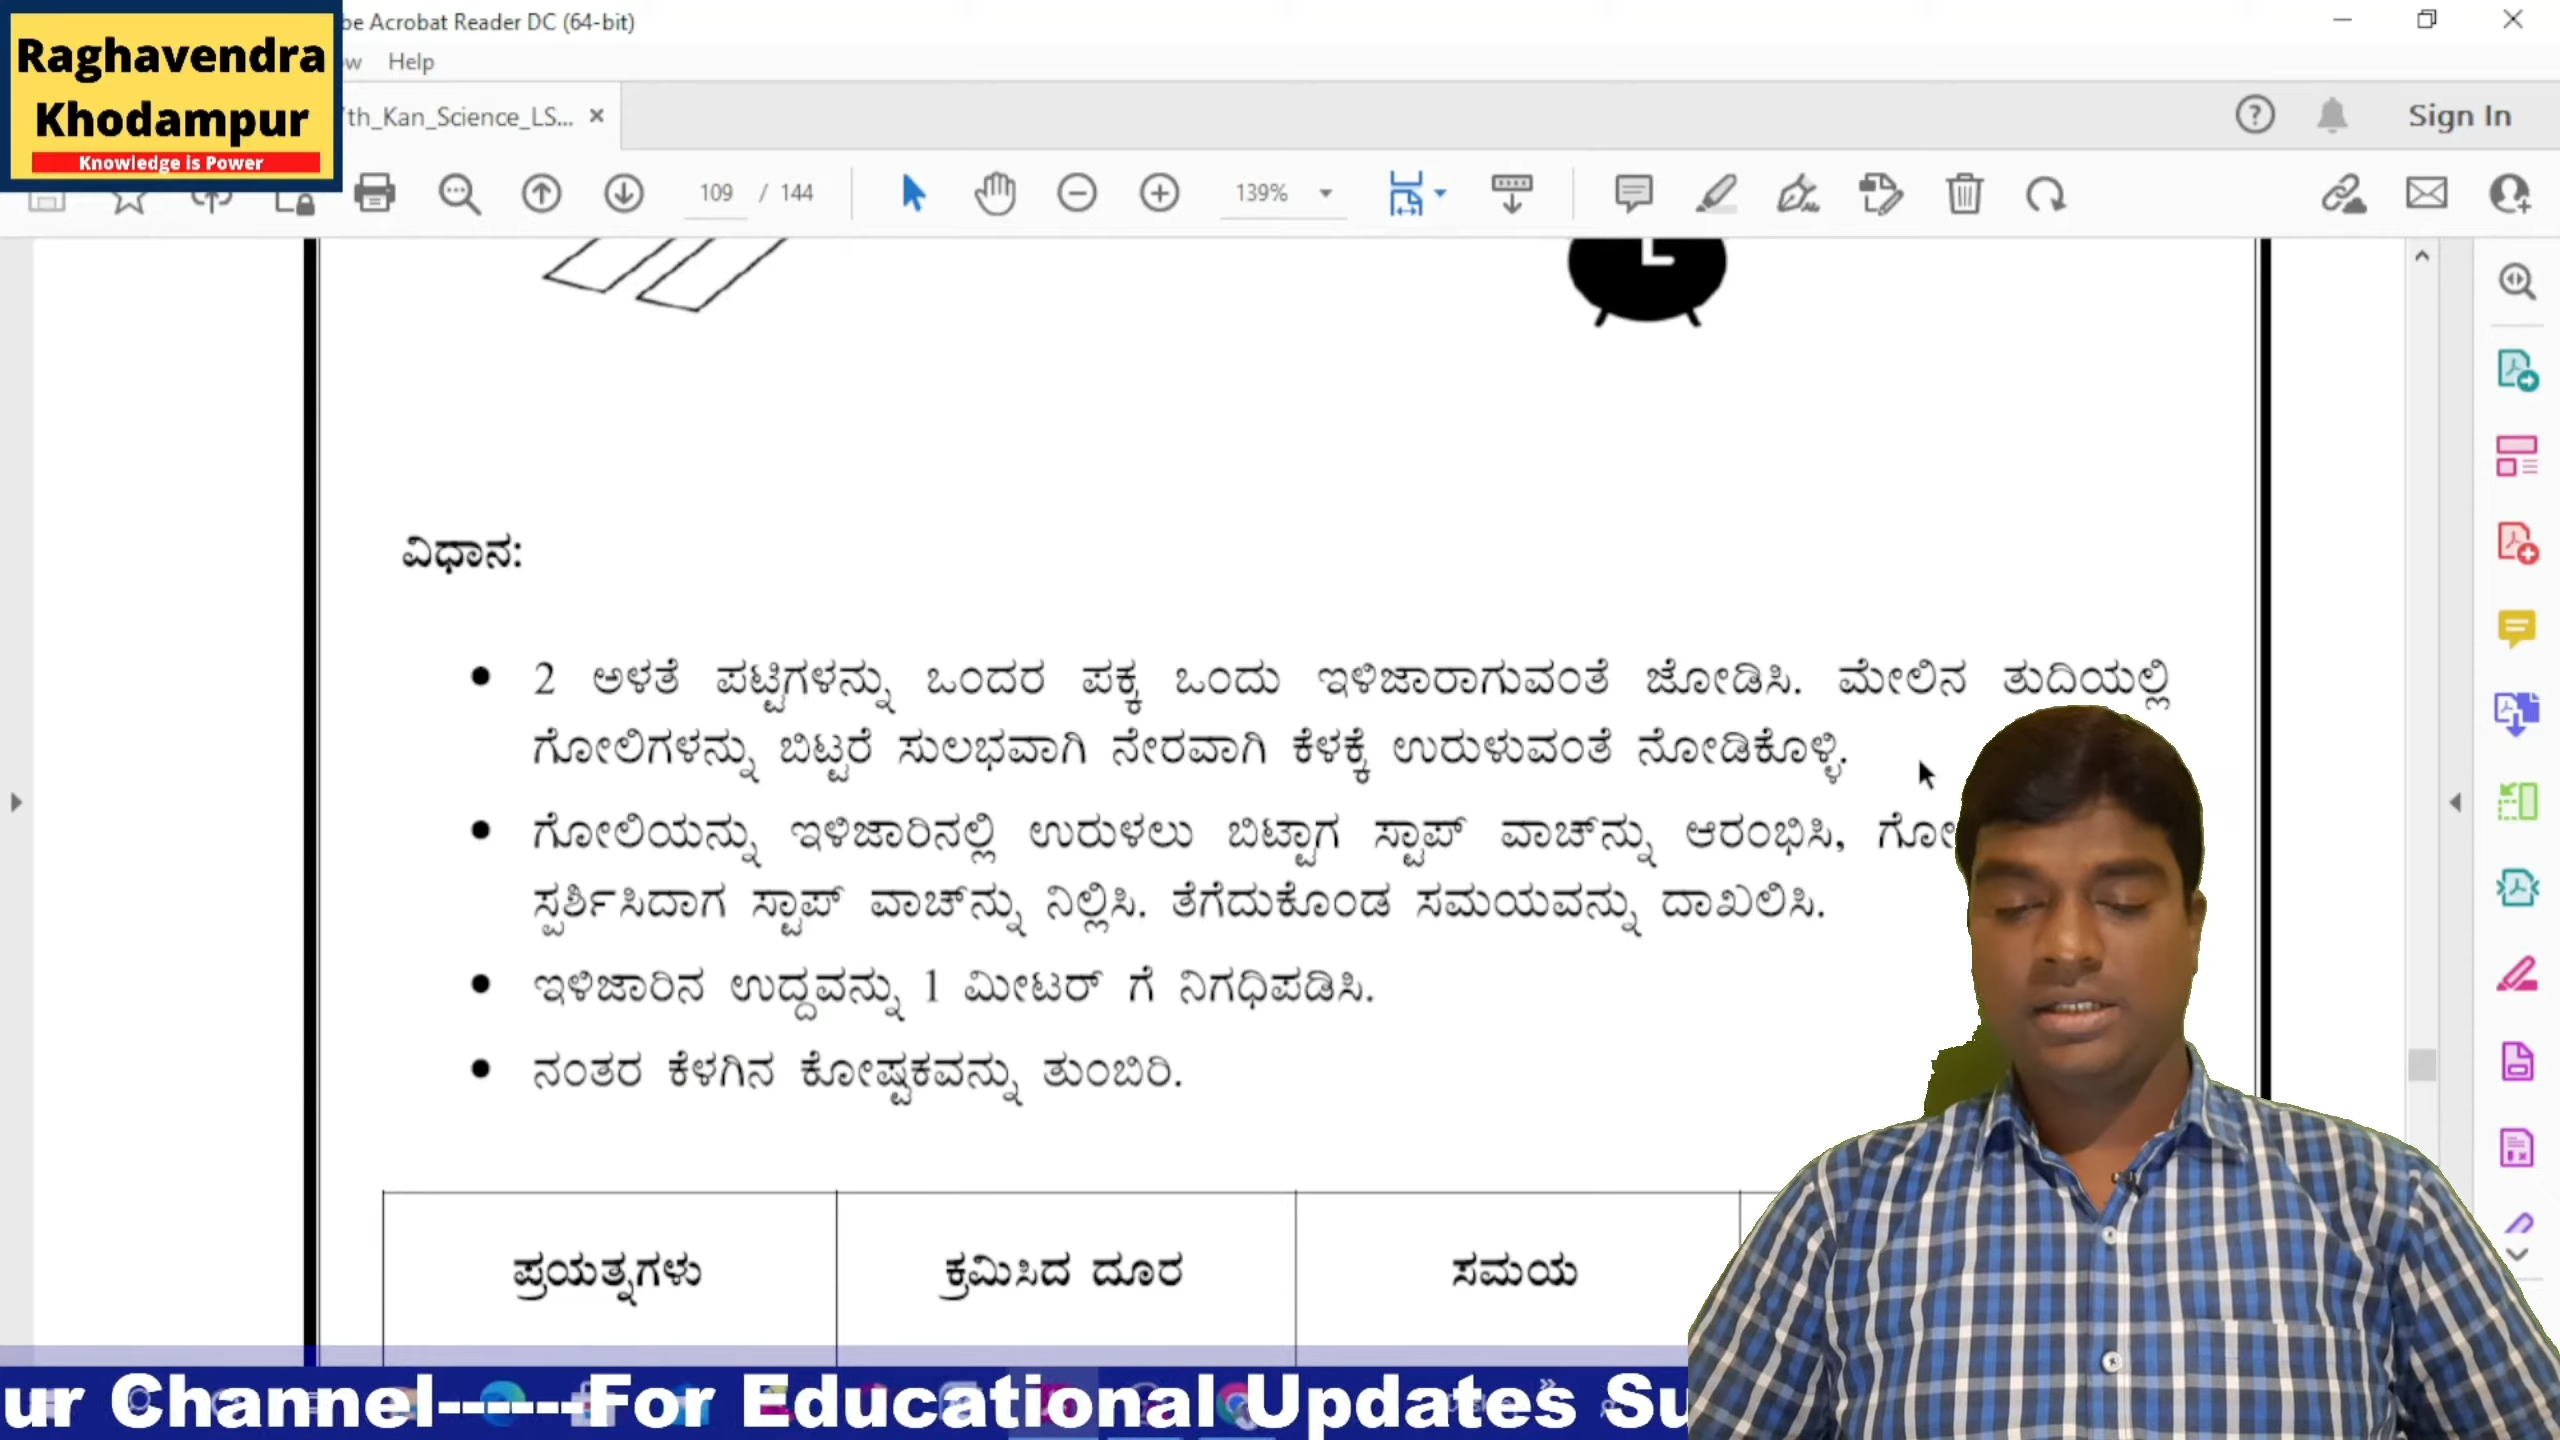 Raghavendra
Khodampur
Knowledge is Power
be Acrobat Reader DC (64-bit)
Help
7th_Kan_Science_LS...
Sign In
109 / 144
139%
ವಿಧಾನ:
• 2 ಅಳತೆ ಪಟ್ಟಿಗಳನ್ನು ಒಂದರ ಪಕ್ಕ ಒಂದು ಇಳಿಜಾರಾಗುವಂತೆ ಜೋಡಿಸಿ. ಮೇಲಿನ ತುದಿಯಲ್ಲಿ
ಗೋಲಿಗಳನ್ನು ಬಿಟ್ಟರೆ ಸುಲಭವಾಗಿ ನೇರವಾಗಿ ಕೆಳಕ್ಕೆ ಉರುಳುವಂತೆ ನೋಡಿಕೊಳ್ಳಿ.
• ಗೋಲಿಯನ್ನು ಇಳಿಜಾರಿನಲ್ಲಿ ಉರುಳಲು ಬಿಟ್ಟಾಗ ಸ್ಟಾಪ್ ವಾಚ್‌ನ್ನು ಆರಂಭಿಸಿ,
ಸ್ಪರ್ಶಿಸಿದಾಗ ಸ್ಟಾಪ್ ವಾಚ್‌ನ್ನು ನಿಲ್ಲಿಸಿ. ತೆಗೆದುಕೊಂಡ ಸಮಯವನ್ನು ದಾಖಲಿಸಿ.
• ಇಳಿಜಾರಿನ ಉದ್ದವನ್ನು 1 ಮೀಟರ್ ಗೆ ನಿಗಧಿಪಡಿಸಿ.
• ನಂತರ ಕೆಳಗಿನ ಕೋಷ್ಟಕವನ್ನು ತುಂಬಿರಿ.
ಪ್ರಯತ್ನಗಳು ಕ್ರಮಿಸಿದ ದೂರ ಸಮಯ
ur Channel------For Educational Updates Su